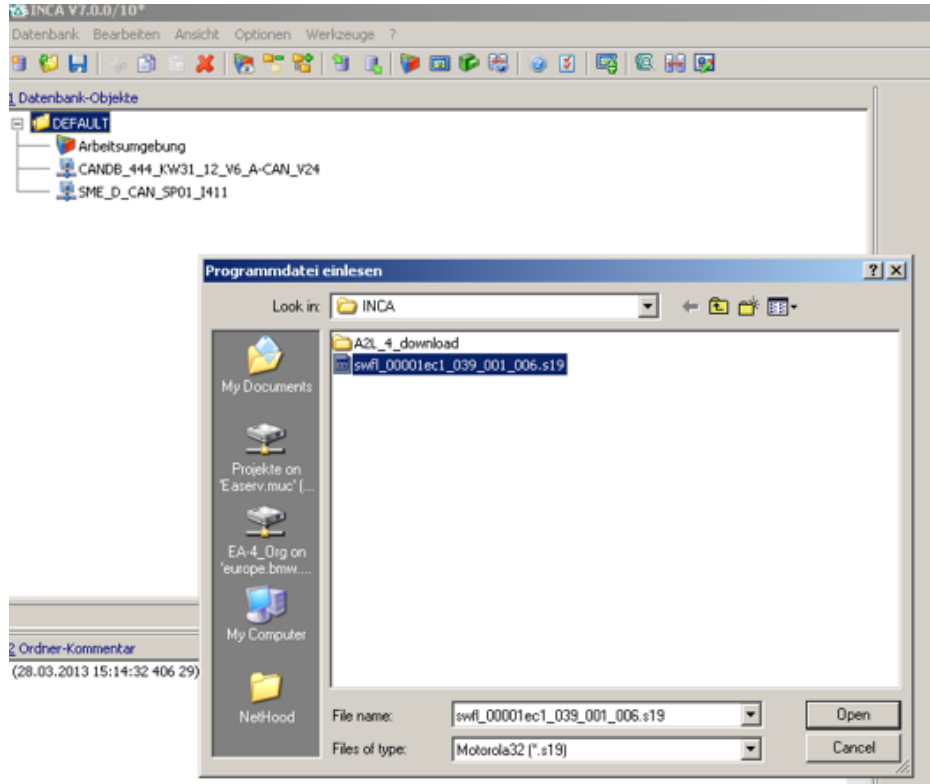 INCA V7.0.0/10*
Datenbank Bearbeiten Ansicht Optionen Werkzeuge ?
1 Datenbank-Objekte
DEFAULT
Arbeitsumgebung
CANDB_444_KW31_12_V6_A-CAN_V24
SME_D_CAN_SP01_I411
Programmdatei einlesen
Look in:
INCA
A2L_4_download
swfl_00001ec1_039_001_006.s19
My Documents
Projekte on
'Easerv.muc' (...
EA-4_Org on
'europe.bmw....
My Computer
NetHood
File name:
swfl_00001ec1_039_001_006.s19
Open
Files of type:
Motorola32 (*.s19)
Cancel
2 Ordner-Kommentar
(28.03.2013 15:14:32 406 29)